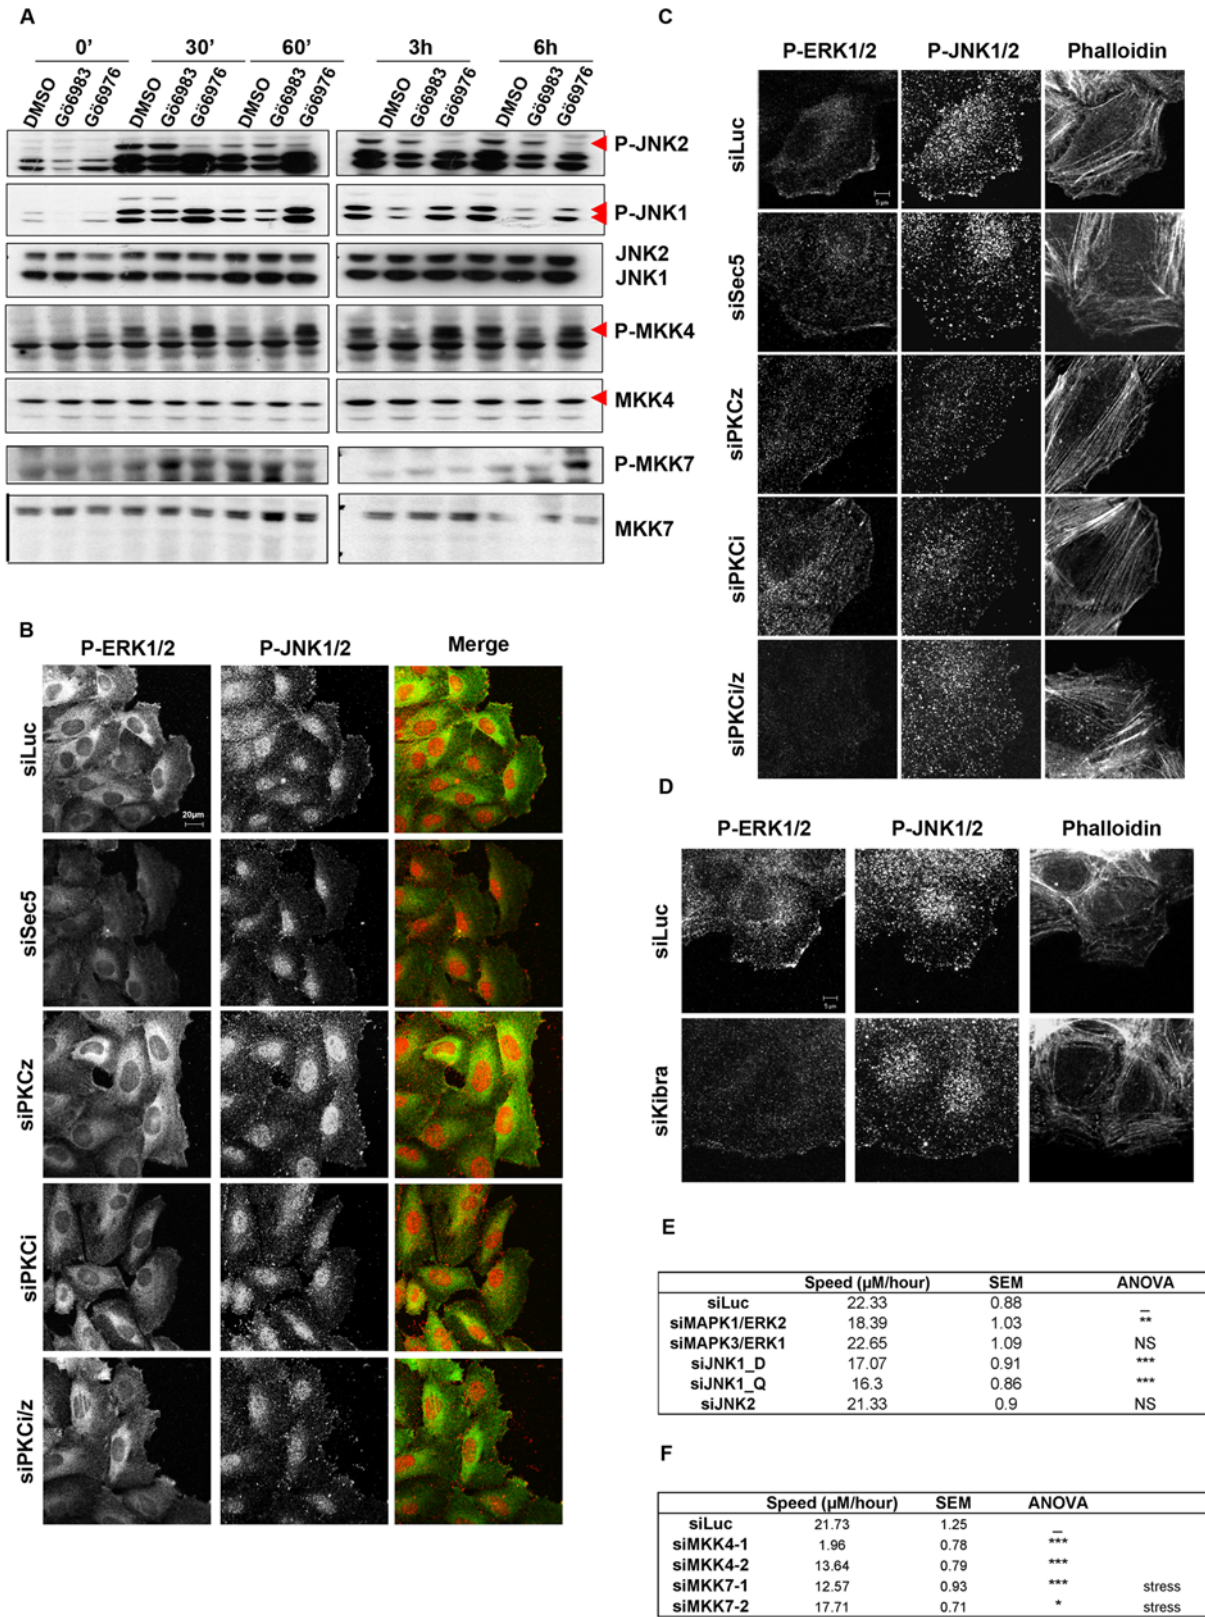 A
0' 30' 60' 3h 6h
DMSO Gö6983 Gö6976 DMSO Gö6983 Gö6976 DMSO Gö6983 Gö6976 DMSO Gö6983 Gö6976 DMSO Gö6983 Gö6976
P-JNK2
P-JNK1
JNK2
JNK1
P-MKK4
MKK4
P-MKK7
MKK7
B
P-ERK1/2 P-JNK1/2 Merge
siLuc
20µm
siSec5
siPKCz
siPKCi
siPKCi/z
C
P-ERK1/2 P-JNK1/2 Phalloidin
siLuc
5 µm
siSec5
siPKCz
siPKCi
siPKCi/z
D
P-ERK1/2 P-JNK1/2 Phalloidin
siLuc
5 µm
siKibra
E
Speed (µM/hour) SEM ANOVA
siLuc 22.33 0.88 _
siMAPK1/ERK2 18.39 1.03 **
siMAPK3/ERK1 22.65 1.09 NS
siJNK1_D 17.07 0.91 ***
siJNK1_Q 16.3 0.86 ***
siJNK2 21.33 0.9 NS
F
Speed (µM/hour) SEM ANOVA
siLuc 21.73 1.25 _
siMKK4-1 1.96 0.78 ***
siMKK4-2 13.64 0.79 ***
siMKK7-1 12.57 0.93 *** stress
siMKK7-2 17.71 0.71 * stress